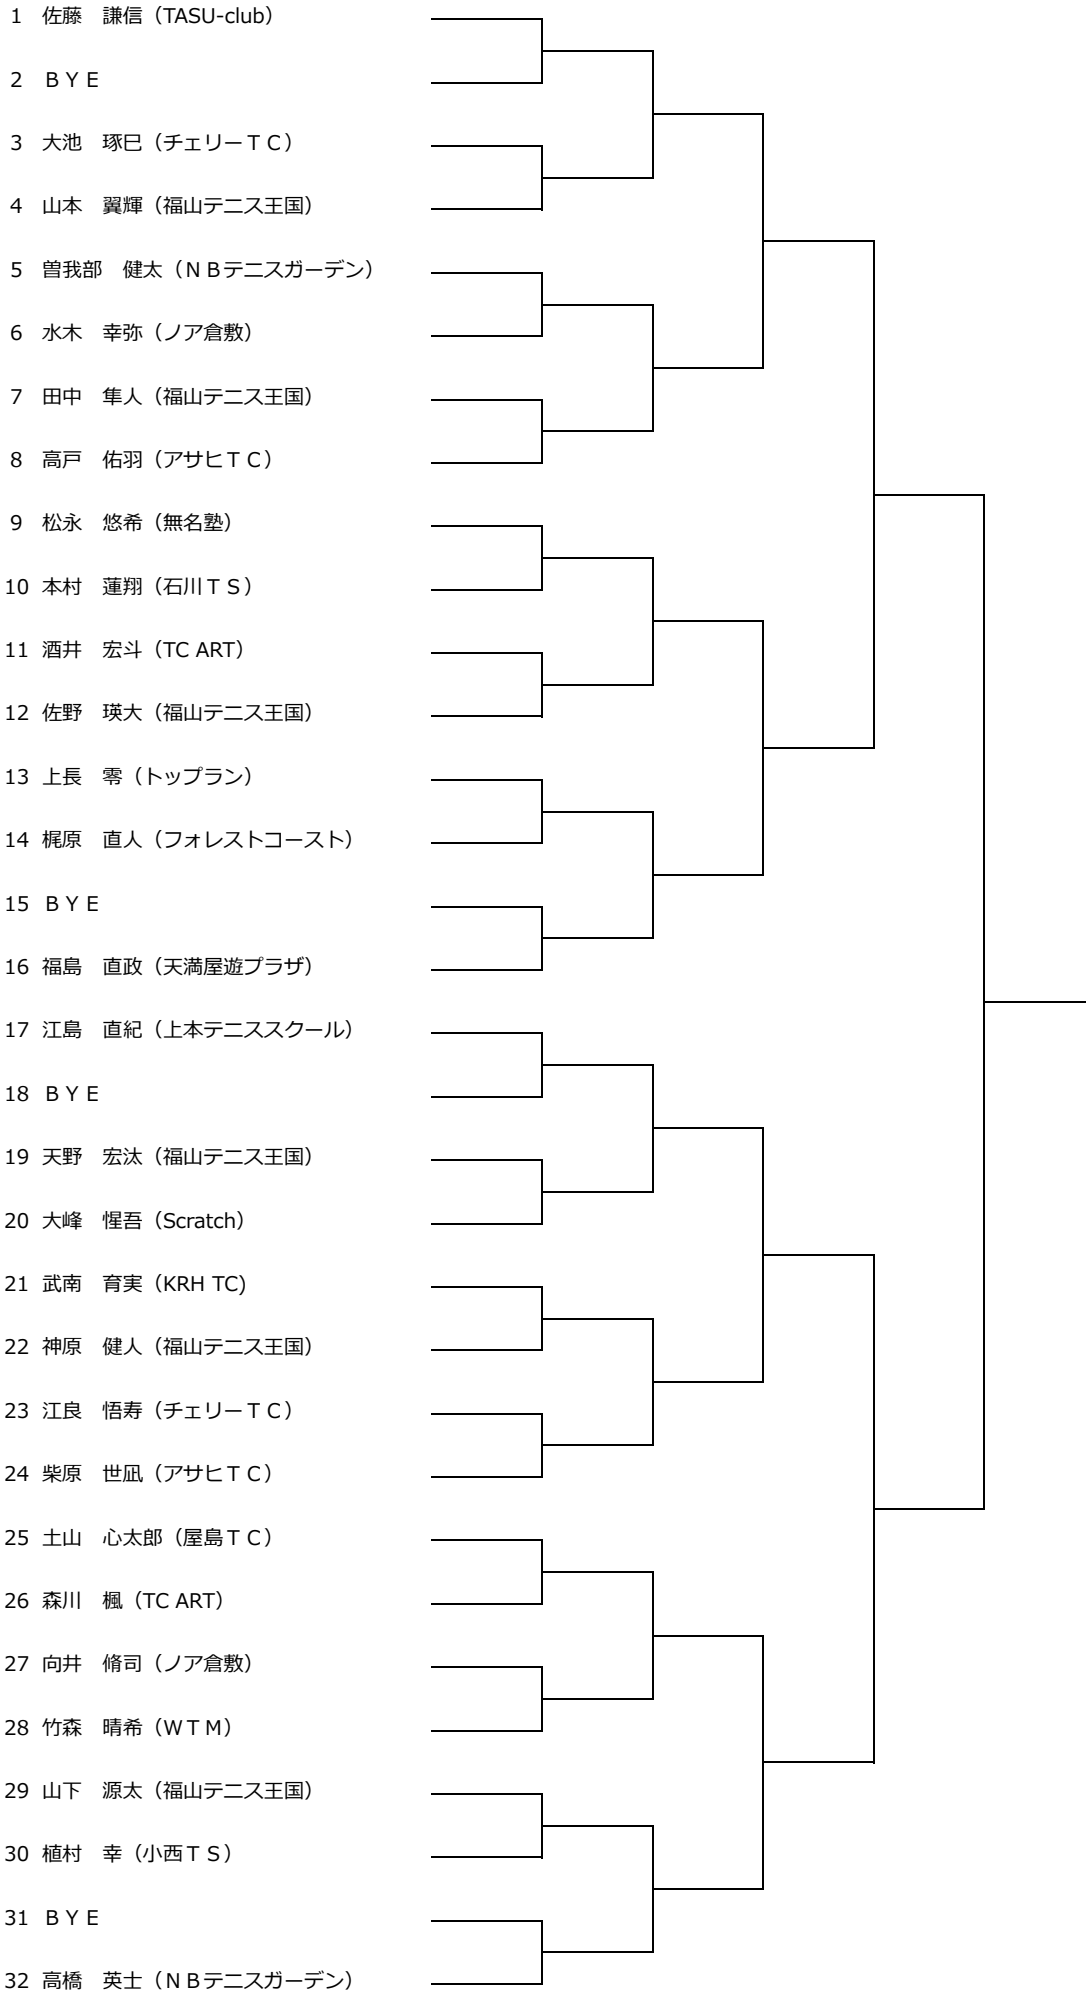 1 佐藤　謙信（TASU-club）
2 ＢＹＥ
3 大池　琢巳（チェリーＴＣ）
4 山本　翼輝（福山テニス王国）
5 曽我部　健太（ＮＢテニスガーデン）
6 水木　幸弥（ノア倉敷）
7 田中　隼人（福山テニス王国）
8 高戸　佑羽（アサヒＴＣ）
9 松永　悠希（無名塾）
10 本村　蓮翔（石川ＴＳ）
11 酒井　宏斗（TC ART）
12 佐野　瑛大（福山テニス王国）
13 上長　零（トップラン）
14 梶原　直人（フォレストコースト）
15 ＢＹＥ
16 福島　直政（天満屋遊プラザ）
17 江島　直紀（上本テニススクール）
18 ＢＹＥ
19 天野　宏汰（福山テニス王国）
20 大峰　惺吾（Scratch）
21 武南　育実（KRH TC)
22 神原　健人（福山テニス王国）
23 江良　悟寿（チェリーＴＣ）
24 柴原　世凪（アサヒＴＣ）
25 土山　心太郎（屋島ＴＣ）
26 森川　楓（TC ART）
27 向井　脩司（ノア倉敷）
28 竹森　晴希（ＷＴＭ）
29 山下　源太（福山テニス王国）
30 植村　幸（小西ＴＳ）
31 ＢＹＥ
32 高橋　英士（ＮＢテニスガーデン）